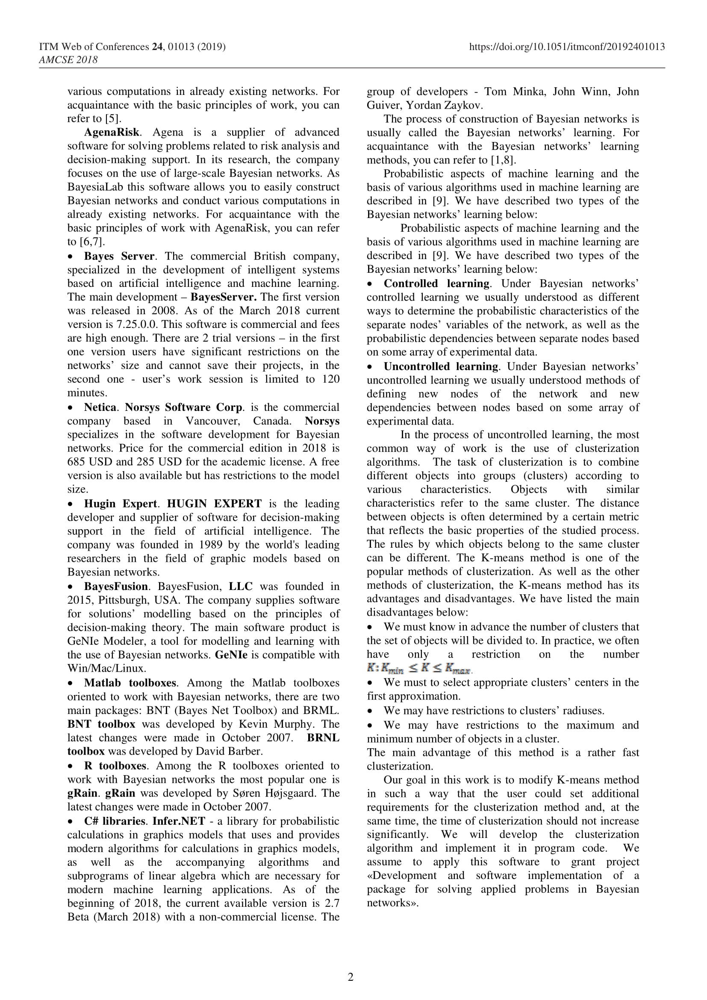 ITM Web of Conferences 24, 01013 (2019)
https://doi.org/10.1051/itmconf/20192401013
AMCSE 2018
various computations in already existing networks. For
acquaintance with the basic principles of work, you can
refer to [5].
AgenaRisk. Agena is a supplier of advanced
software for solving problems related to risk analysis and
decision-making support. In its research, the company
focuses on the use of large-scale Bayesian networks. As
BayesiaLab this software allows you to easily construct
Bayesian networks and conduct various computations in
already existing networks. For acquaintance with the
basic principles of work with AgenaRisk, you can refer
to [6,7].
• Bayes Server. The commercial British company,
specialized in the development of intelligent systems
based on artificial intelligence and machine learning.
The main development – BayesServer. The first version
was released in 2008. As of the March 2018 current
version is 7.25.0.0. This software is commercial and fees
are high enough. There are 2 trial versions – in the first
one version users have significant restrictions on the
networks’ size and cannot save their projects, in the
second one - user’s work session is limited to 120
minutes.
• Netica. Norsys Software Corp. is the commercial
company based in Vancouver, Canada. Norsys
specializes in the software development for Bayesian
networks. Price for the commercial edition in 2018 is
685 USD and 285 USD for the academic license. A free
version is also available but has restrictions to the model
size.
• Hugin Expert. HUGIN EXPERT is the leading
developer and supplier of software for decision-making
support in the field of artificial intelligence. The
company was founded in 1989 by the world's leading
researchers in the field of graphic models based on
Bayesian networks.
• BayesFusion. BayesFusion, LLC was founded in
2015, Pittsburgh, USA. The company supplies software
for solutions’ modelling based on the principles of
decision-making theory. The main software product is
GeNIe Modeler, a tool for modelling and learning with
the use of Bayesian networks. GeNIe is compatible with
Win/Mac/Linux.
• Matlab toolboxes. Among the Matlab toolboxes
oriented to work with Bayesian networks, there are two
main packages: BNT (Bayes Net Toolbox) and BRML.
BNT toolbox was developed by Kevin Murphy. The
latest changes were made in October 2007. BRNL
toolbox was developed by David Barber.
• R toolboxes. Among the R toolboxes oriented to
work with Bayesian networks the most popular one is
gRain. gRain was developed by Søren Højsgaard. The
latest changes were made in October 2007.
• C# libraries. Infer.NET - a library for probabilistic
calculations in graphics models that uses and provides
modern algorithms for calculations in graphics models,
as well as the accompanying algorithms and
subprograms of linear algebra which are necessary for
modern machine learning applications. As of the
beginning of 2018, the current available version is 2.7
Beta (March 2018) with a non-commercial license. The
group of developers - Tom Minka, John Winn, John
Guiver, Yordan Zaykov.
The process of construction of Bayesian networks is
usually called the Bayesian networks’ learning. For
acquaintance with the Bayesian networks’ learning
methods, you can refer to [1,8].
Probabilistic aspects of machine learning and the
basis of various algorithms used in machine learning are
described in [9]. We have described two types of the
Bayesian networks’ learning below:
Probabilistic aspects of machine learning and the
basis of various algorithms used in machine learning are
described in [9]. We have described two types of the
Bayesian networks’ learning below:
• Controlled learning. Under Bayesian networks’
controlled learning we usually understood as different
ways to determine the probabilistic characteristics of the
separate nodes’ variables of the network, as well as the
probabilistic dependencies between separate nodes based
on some array of experimental data.
• Uncontrolled learning. Under Bayesian networks’
uncontrolled learning we usually understood methods of
defining new nodes of the network and new
dependencies between nodes based on some array of
experimental data.
In the process of uncontrolled learning, the most
common way of work is the use of clusterization
algorithms. The task of clusterization is to combine
different objects into groups (clusters) according to
various characteristics. Objects with similar
characteristics refer to the same cluster. The distance
between objects is often determined by a certain metric
that reflects the basic properties of the studied process.
The rules by which objects belong to the same cluster
can be different. The K-means method is one of the
popular methods of clusterization. As well as the other
methods of clusterization, the K-means method has its
advantages and disadvantages. We have listed the main
disadvantages below:
• We must know in advance the number of clusters that
the set of objects will be divided to. In practice, we often
have only a restriction on the number
K: K_min ≤ K ≤ K_max.
• We must to select appropriate clusters’ centers in the
first approximation.
• We may have restrictions to clusters’ radiuses.
• We may have restrictions to the maximum and
minimum number of objects in a cluster.
The main advantage of this method is a rather fast
clusterization.
Our goal in this work is to modify K-means method
in such a way that the user could set additional
requirements for the clusterization method and, at the
same time, the time of clusterization should not increase
significantly. We will develop the clusterization
algorithm and implement it in program code. We
assume to apply this software to grant project
«Development and software implementation of a
package for solving applied problems in Bayesian
networks».
2